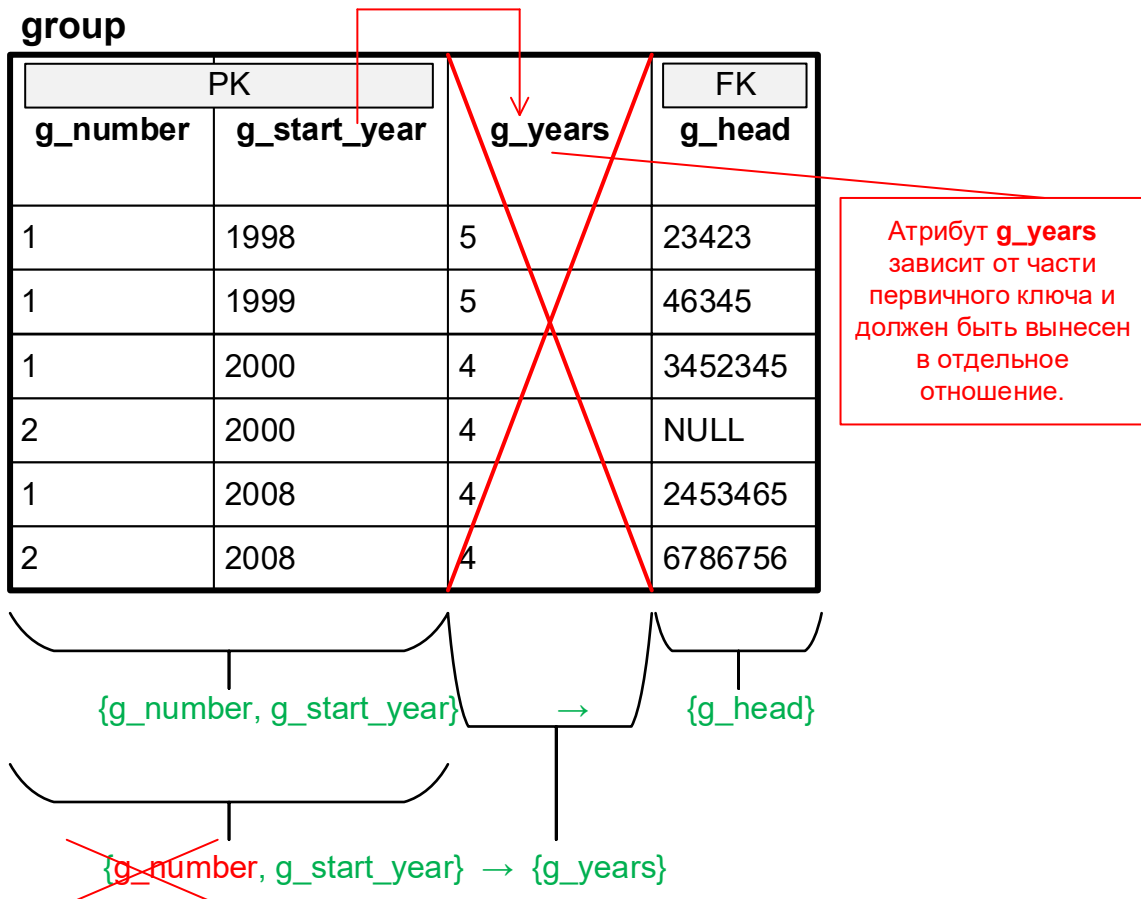 group
PK FK
g_number g_start_year g_years g_head
1 1998 5 23423
1 1999 5 46345
1 2000 4 3452345
2 2000 4 NULL
1 2008 4 2453465
2 2008 4 6786756
Атрибут g_years
зависит от части
первичного ключа и
должен быть вынесен
в отдельное
отношение.
{g_number, g_start_year} → {g_head}
{g_number, g_start_year} → {g_years}